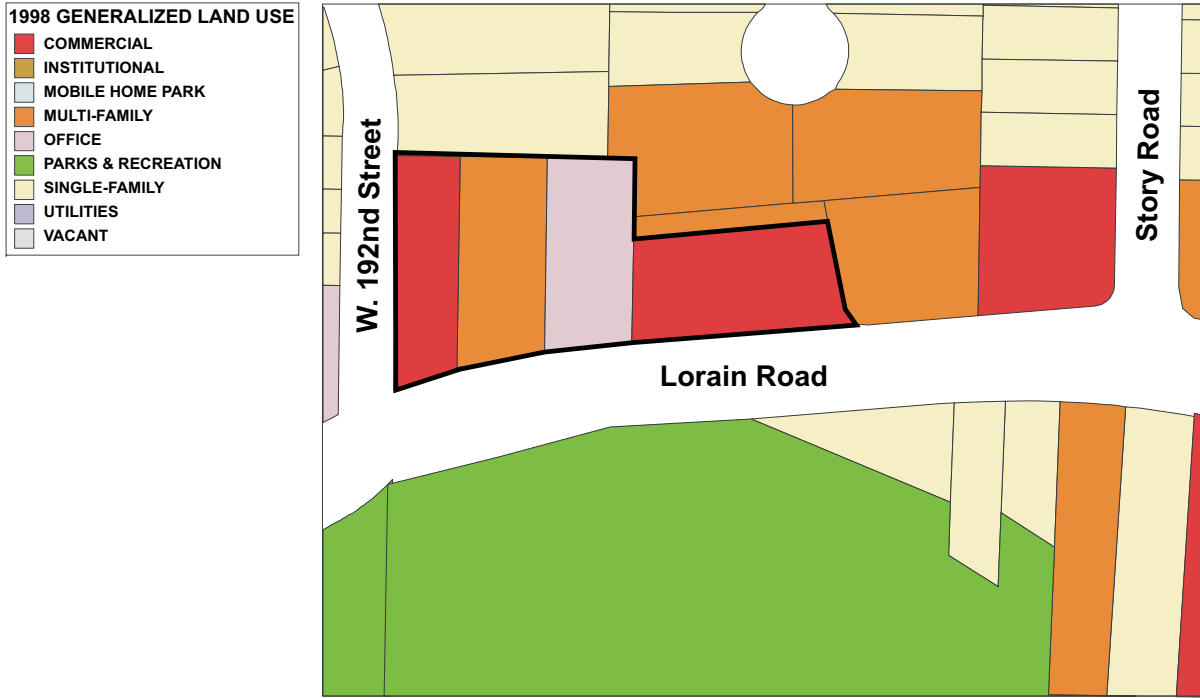 1998 GENERALIZED LAND USE
COMMERCIAL
INSTITUTIONAL
MOBILE HOME PARK
MULTI-FAMILY
OFFICE
PARKS & RECREATION
SINGLE-FAMILY
UTILITIES
VACANT
W. 192nd Street
Story Road
Lorain Road